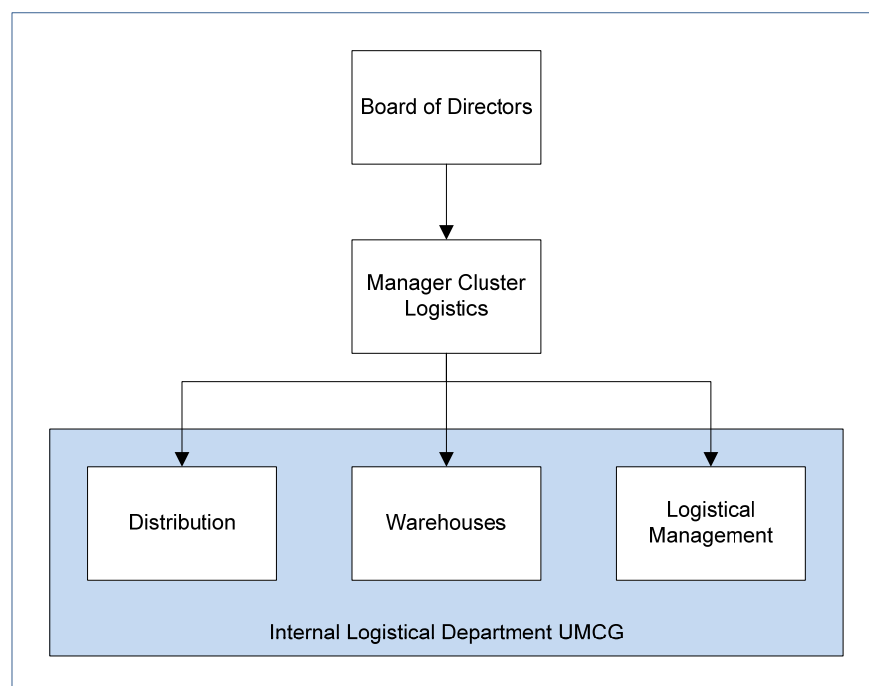 Board of Directors
Manager Cluster
Logistics
Distribution
Warehouses
Logistical
Management
Internal Logistical Department UMCG